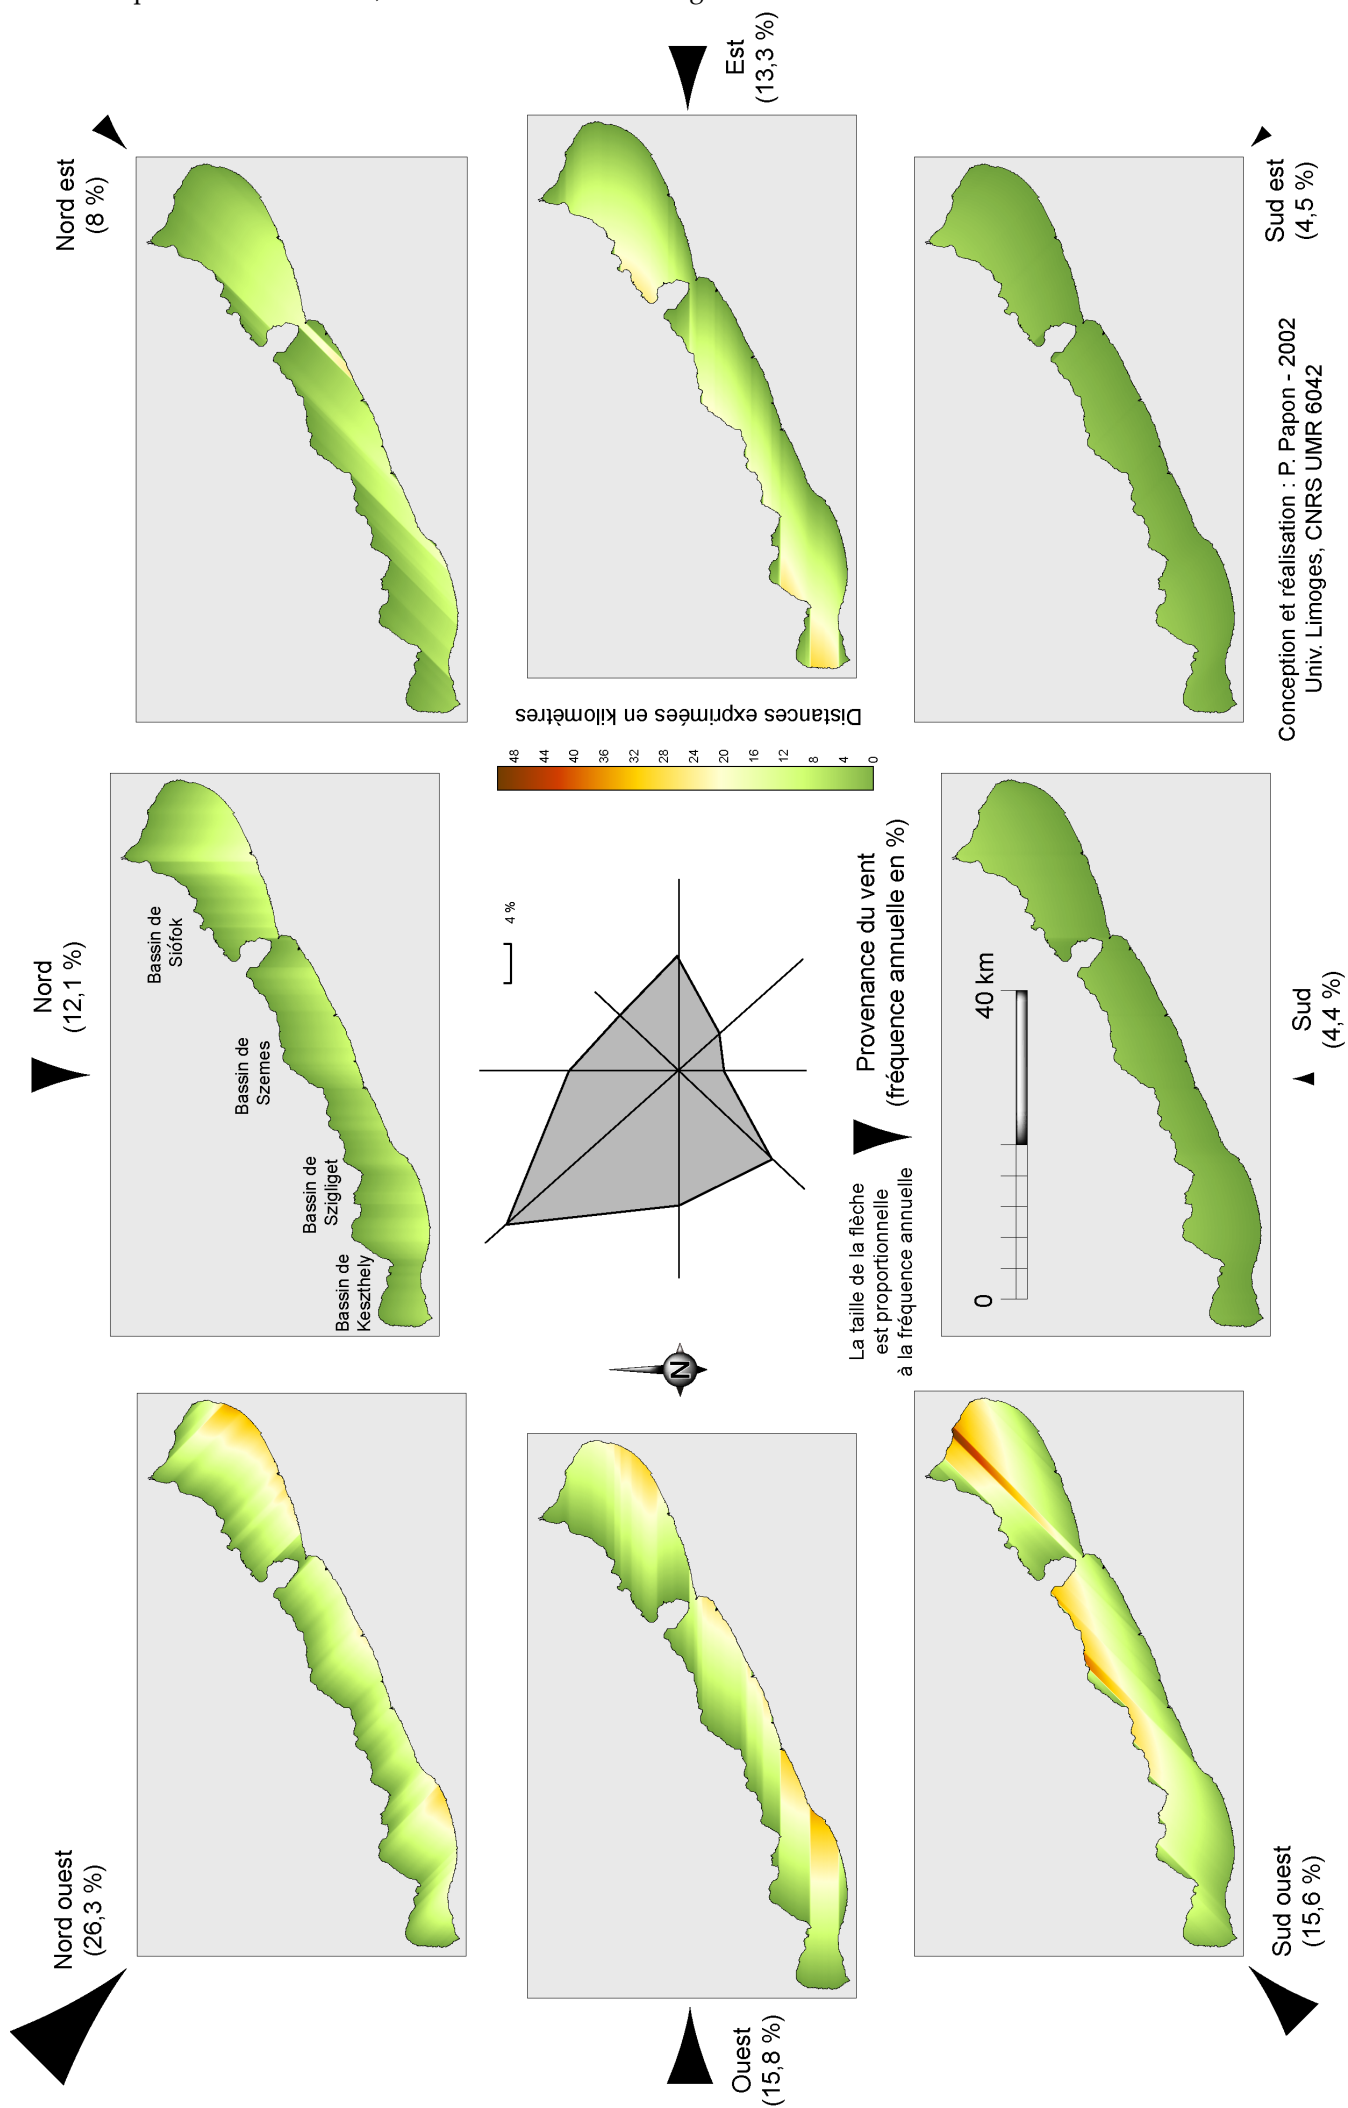 Nord ouest
(26,3 %)
Nord
(12,1 %)
Nord est
(8 %)
Bassin de
Siófok
Bassin de
Szemes
Bassin de
Szigliget
Bassin de
Keszthely
Ouest
(15,8 %)
N
4 %
48
44
40
36
32
28
24
20
16
12
8
4
0
Distances exprimées en kilomètres
Est
(13,3 %)
La taille de la flèche
est proportionnelle
à la fréquence annuelle
Provenance du vent
(fréquence annuelle en %)
0
40 km
Sud ouest
(15,6 %)
Sud
(4,4 %)
Sud est
(4,5 %)
Conception et réalisation : P. Papon - 2002
Univ. Limoges, CNRS UMR 6042